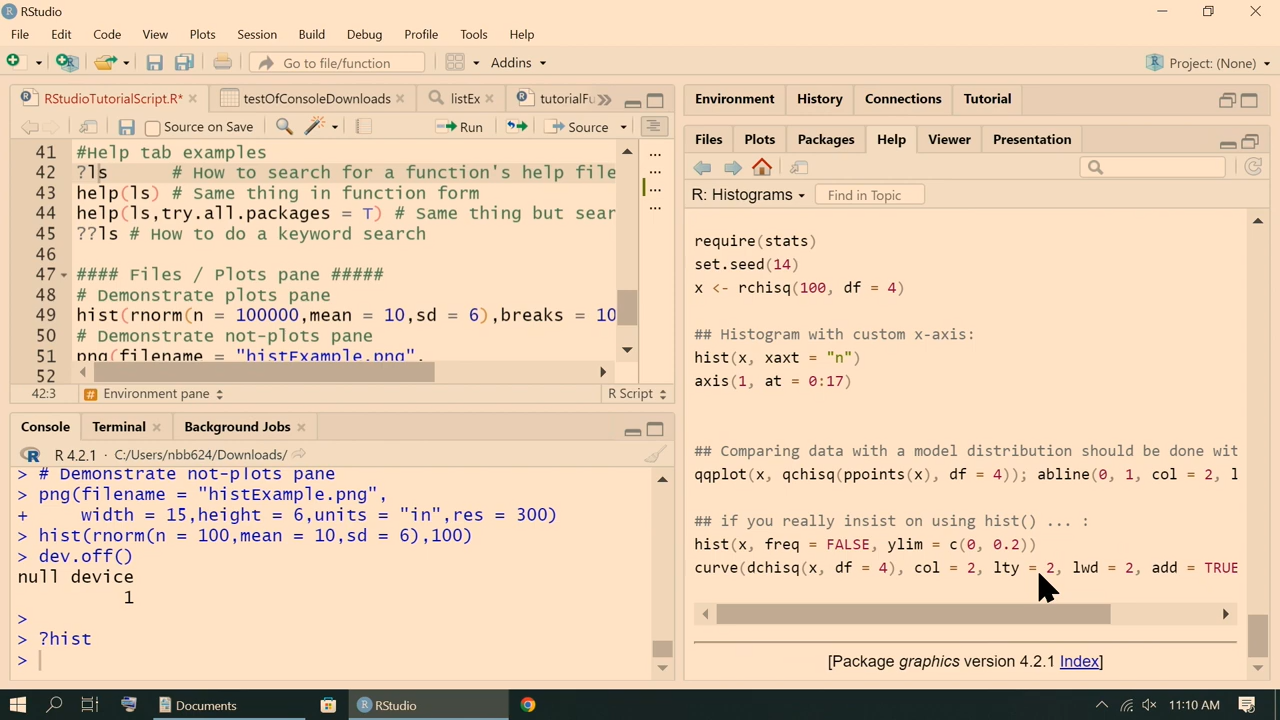 RStudio
File Edit Code View Plots Session Build Debug Profile Tools Help
Go to file/function Addins Project: (None)
RStudioTutorialScript.R* testOfConsoleDownloads listEx tutorialFu
Source on Save Run Source
41 #Help tab examples
42 ?ls # How to search for a function's help file
43 help(ls) # Same thing in function form
44 help(ls,try.all.packages = T) # Same thing but sear
45 ??ls # How to do a keyword search
46
47 #### Files / Plots pane #####
48 # Demonstrate plots pane
49 hist(rnorm(n = 100000,mean = 10,sd = 6),breaks = 10
50 # Demonstrate not-plots pane
51 png(filename = "histExample.png",
52
42:3 # Environment pane R Script
Console Terminal Background Jobs
R 4.2.1 · C:/Users/nbb624/Downloads/
> # Demonstrate not-plots pane
> png(filename = "histExample.png",
+ width = 15,height = 6,units = "in",res = 300)
> hist(rnorm(n = 100,mean = 10,sd = 6),100)
> dev.off()
null device
1
>
> ?hist
>
Environment History Connections Tutorial
Files Plots Packages Help Viewer Presentation
R: Histograms Find in Topic
require(stats)
set.seed(14)
x <- rchisq(100, df = 4)
## Histogram with custom x-axis:
hist(x, xaxt = "n")
axis(1, at = 0:17)
## Comparing data with a model distribution should be done wit
qqplot(x, qchisq(ppoints(x), df = 4)); abline(0, 1, col = 2, l
## if you really insist on using hist() ... :
hist(x, freq = FALSE, ylim = c(0, 0.2))
curve(dchisq(x, df = 4), col = 2, lty = 2, lwd = 2, add = TRUE
[Package graphics version 4.2.1 Index]
Documents RStudio 11:10 AM